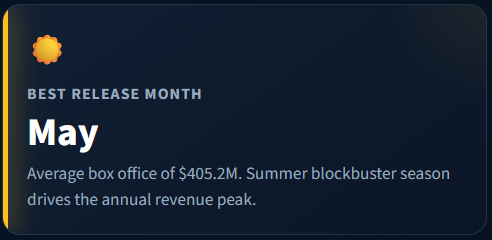 BEST RELEASE MONTH
May
Average box office of $405.2M. Summer blockbuster season
drives the annual revenue peak.